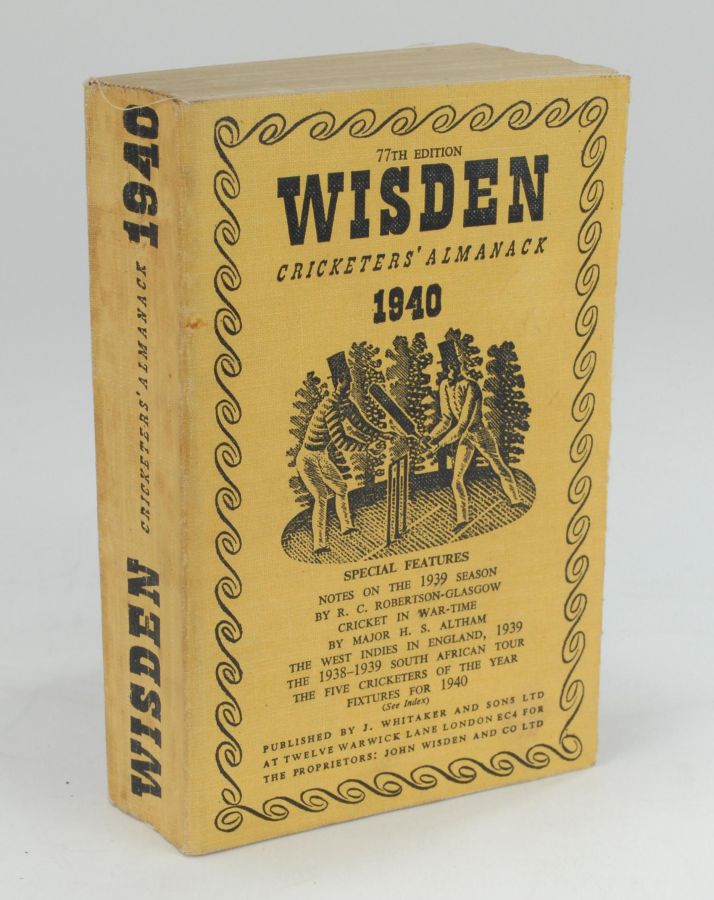 WISDEN CRICKETERS' ALMANACK 1940
77TH EDITION
WISDEN
CRICKETERS' ALMANACK
1940
SPECIAL FEATURES
NOTES ON THE 1939 SEASON
BY R. C. ROBERTSON-GLASGOW
CRICKET IN WAR-TIME
BY MAJOR H. S. ALTHAM
THE WEST INDIES IN ENGLAND, 1939
THE 1938–1939 SOUTH AFRICAN TOUR
THE FIVE CRICKETERS OF THE YEAR
FIXTURES FOR 1940
(See Index)
PUBLISHED BY J. WHITAKER AND SONS LTD
AT TWELVE WARWICK LANE LONDON EC4 FOR
THE PROPRIETORS: JOHN WISDEN AND CO LTD